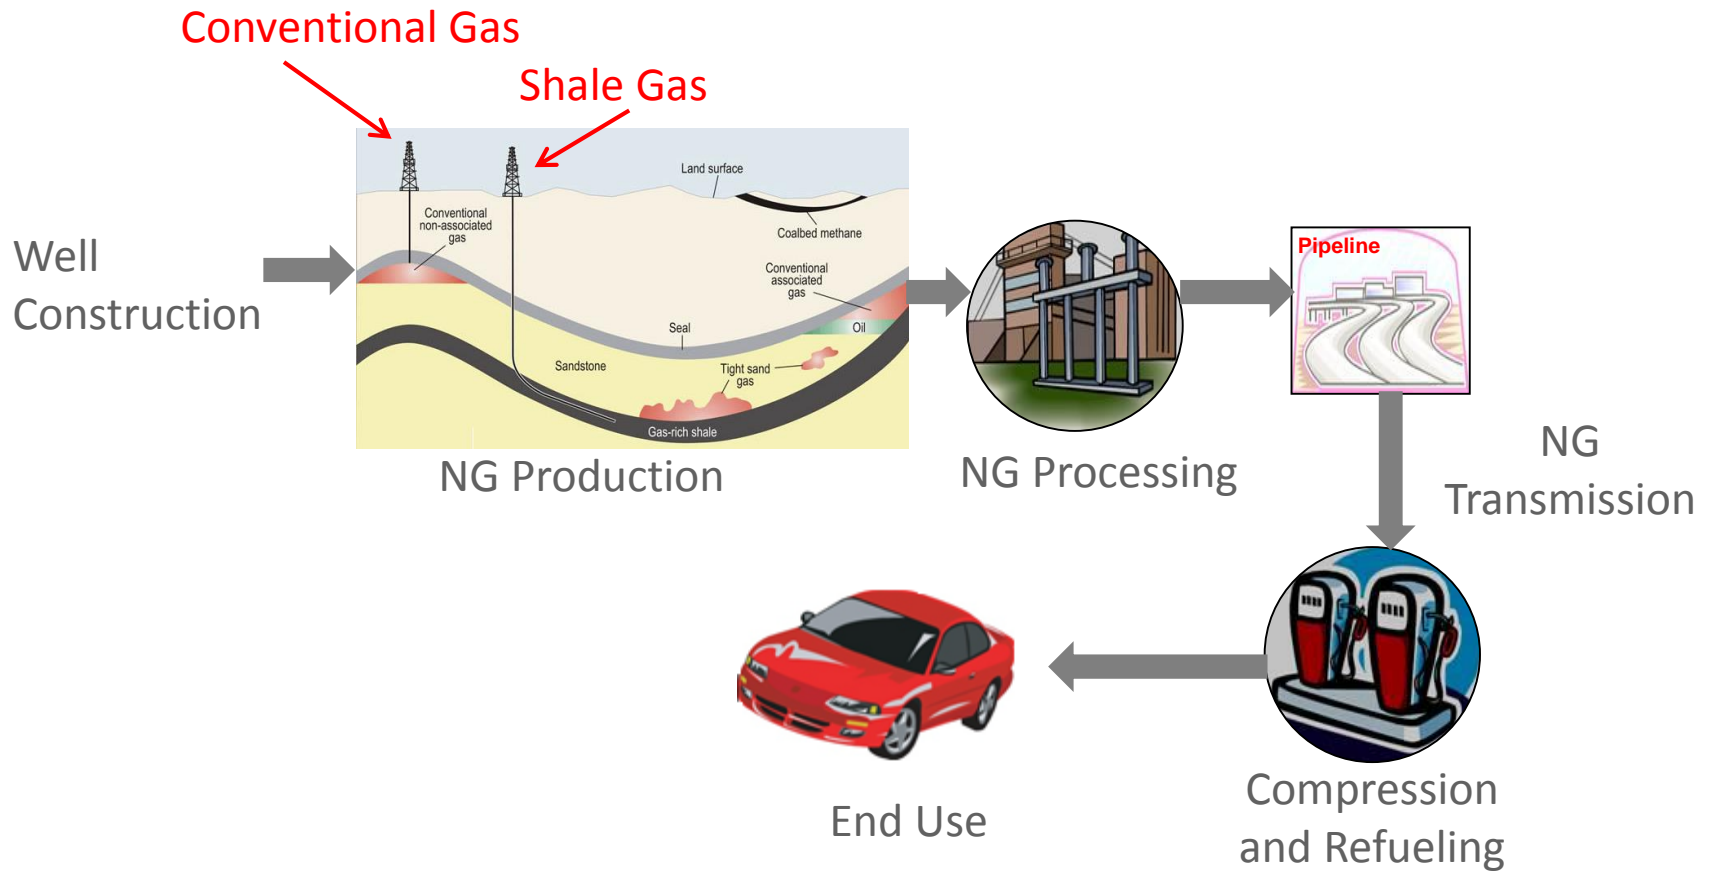 Conventional Gas
Shale Gas
Land surface
Conventional
non-associated
gas
Coalbed methane
Well
Construction
Conventional
associated
gas
Pipeline
Seal
Oil
Sandstone
Tight sand
gas
Gas-rich shale
NG Production
NG Processing
NG
Transmission
Compression
and Refueling
End Use